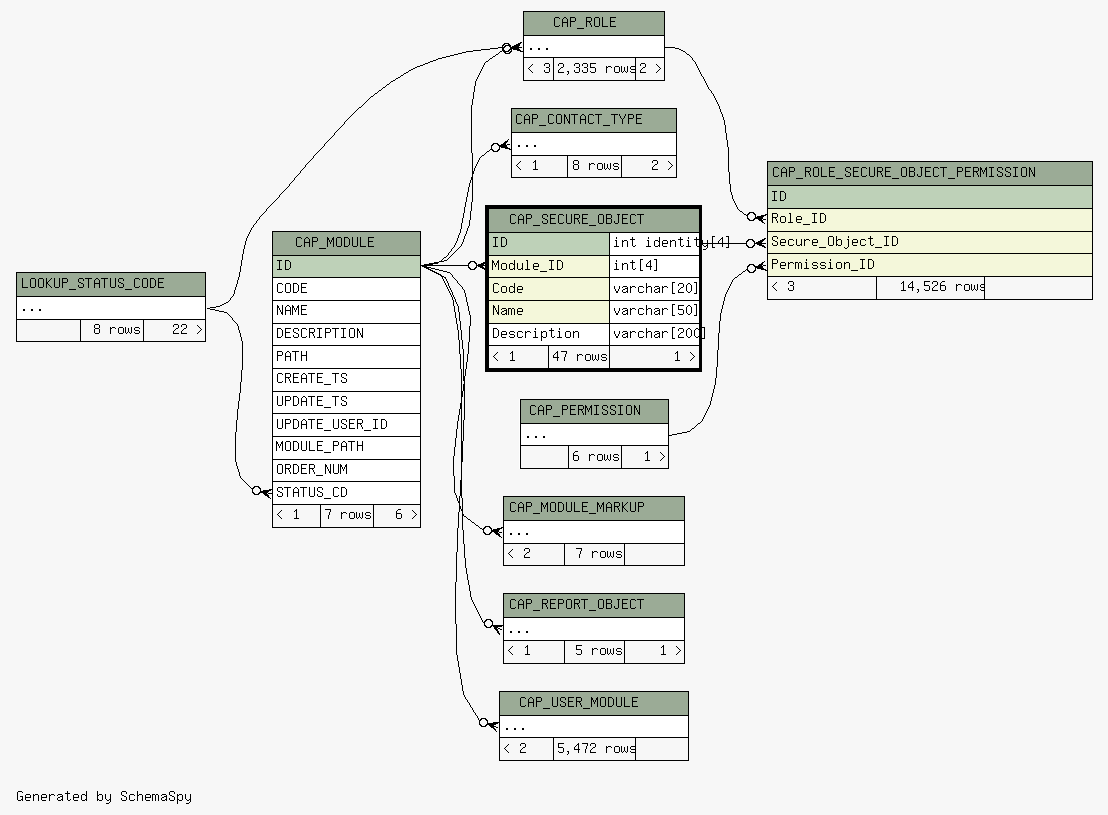 CAP_ROLE
...
< 3 2,335 rows 2 >
CAP_CONTACT_TYPE
...
< 1 8 rows 2 >
CAP_ROLE_SECURE_OBJECT_PERMISSION
ID
Role_ID
Secure_Object_ID
Permission_ID
< 3 14,526 rows
CAP_SECURE_OBJECT
ID int identity[4]
Module_ID int[4]
Code varchar[20]
Name varchar[50]
Description varchar[200]
< 1 47 rows 1 >
CAP_MODULE
ID
CODE
NAME
DESCRIPTION
PATH
CREATE_TS
UPDATE_TS
UPDATE_USER_ID
MODULE_PATH
ORDER_NUM
STATUS_CD
< 1 7 rows 6 >
LOOKUP_STATUS_CODE
...
8 rows 22 >
CAP_PERMISSION
...
6 rows 1 >
CAP_MODULE_MARKUP
...
< 2 7 rows
CAP_REPORT_OBJECT
...
< 1 5 rows 1 >
CAP_USER_MODULE
...
< 2 5,472 rows
Generated by SchemaSpy